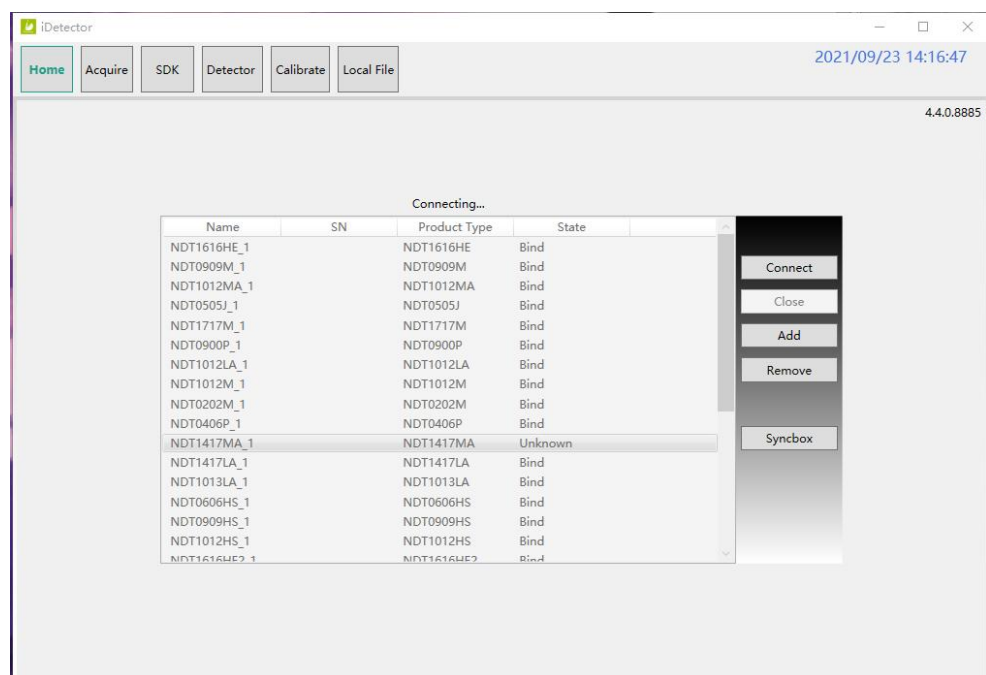 iDetector
Home Acquire SDK Detector Calibrate Local File
2021/09/23 14:16:47
4.4.0.8885
Connecting...
Name SN Product Type State
NDT1616HE_1 NDT1616HE Bind
NDT0909M_1 NDT0909M Bind
NDT1012MA_1 NDT1012MA Bind
NDT0505J_1 NDT0505J Bind
NDT1717M_1 NDT1717M Bind
NDT0900P_1 NDT0900P Bind
NDT1012LA_1 NDT1012LA Bind
NDT1012M_1 NDT1012M Bind
NDT0202M_1 NDT0202M Bind
NDT0406P_1 NDT0406P Bind
NDT1417MA_1 NDT1417MA Unknown
NDT1417LA_1 NDT1417LA Bind
NDT1013LA_1 NDT1013LA Bind
NDT0606HS_1 NDT0606HS Bind
NDT0909HS_1 NDT0909HS Bind
NDT1012HS_1 NDT1012HS Bind
NDT1616HE2_1 NDT1616HE2 Bind
Connect
Close
Add
Remove
Syncbox